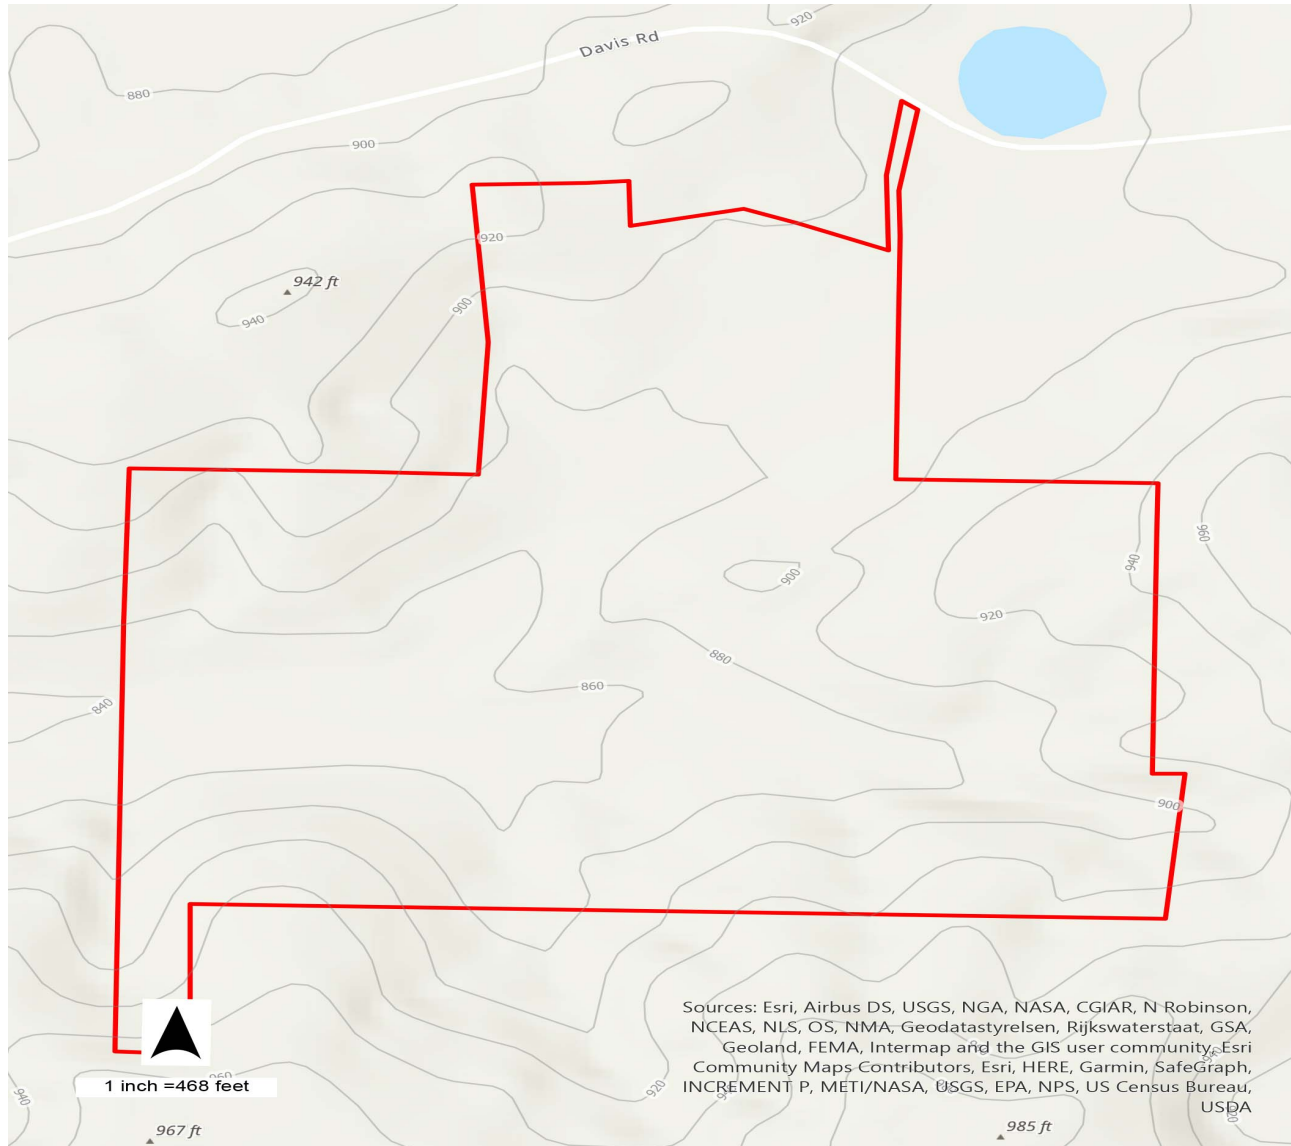 920
Davis Rd
880
900
920
942 ft
900
940
960
940
900
920
880
860
840
900
Sources: Esri, Airbus DS, USGS, NGA, NASA, CGIAR, N Robinson,
NCEAS, NLS, OS, NMA, Geodatastyrelsen, Rijkswaterstaat, GSA,
Geoland, FEMA, Intermap and the GIS user community, Esri
Community Maps Contributors, Esri, HERE, Garmin, SafeGraph,
INCREMENT P, METI/NASA, USGS, EPA, NPS, US Census Bureau,
USDA
960
1 inch =468 feet
940
920
920
967 ft
985 ft